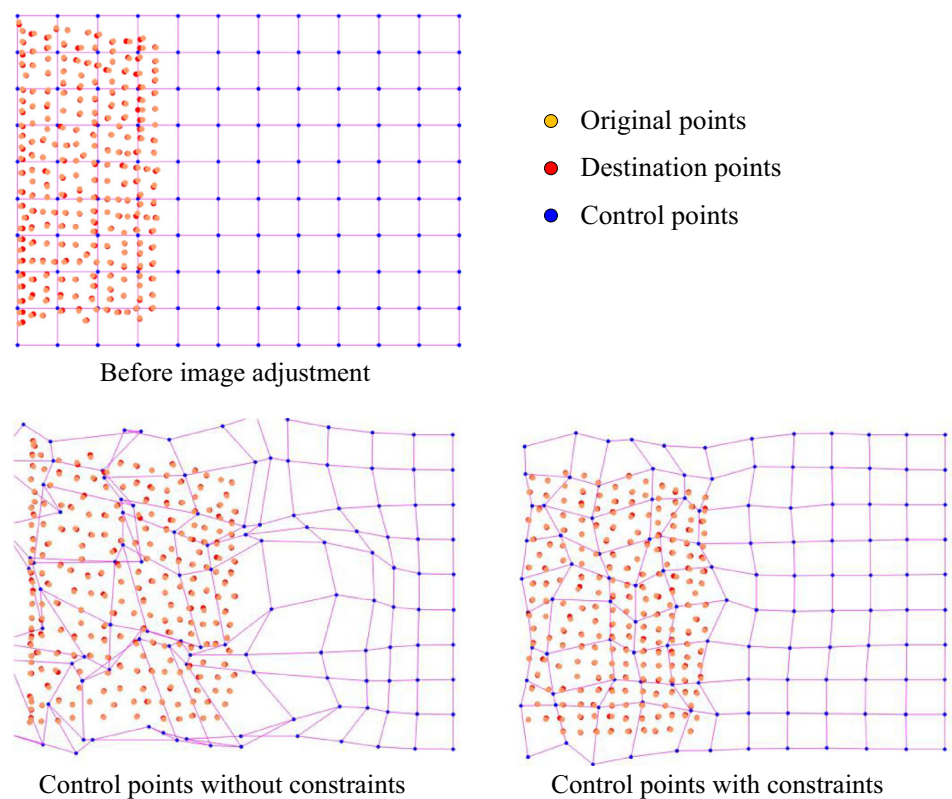 Original points
Destination points
Control points
Before image adjustment
Control points without constraints
Control points with constraints